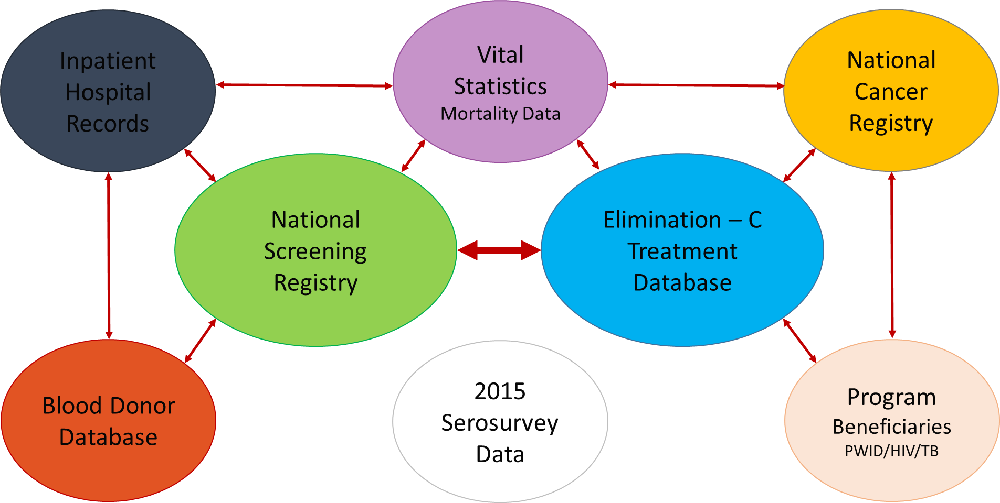 Inpatient
Hospital
Records
Vital
Statistics
Mortality Data
National
Cancer
Registry
National
Screening
Registry
Elimination – C
Treatment
Database
Blood Donor
Database
2015
Serosurvey
Data
Program
Beneficiaries
PWID/HIV/TB